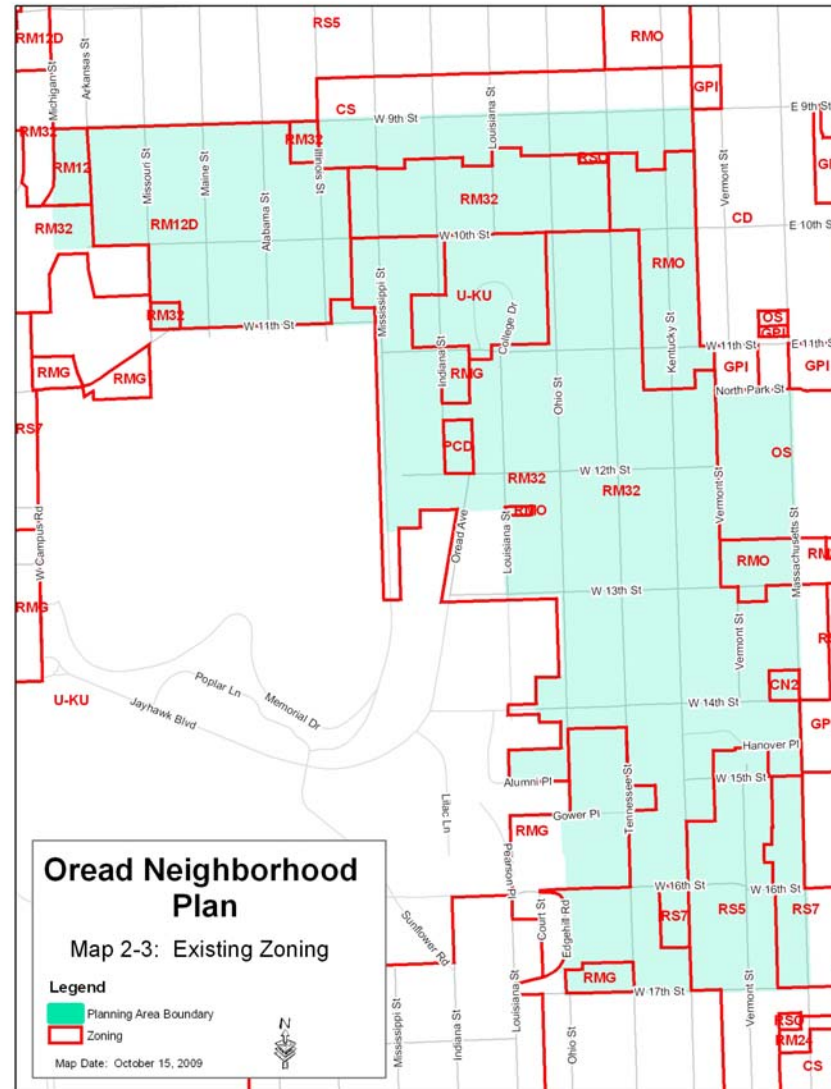 RS5
RM12D
RMO
Michigan St
Arkansas St
GPI
E 9th St
CS
W 9th St
Louisiana St
RM32
RM32
RM12
Missouri St
Maine St
Illinois St
RSO
Vermont St
RM32
Alabama St
RM32
RM12D
CD
E 10th St
W 10th St
RMO
Mississippi St
U-KU
College Dr
RM32
W 11th St
Kentucky St
OS
GPI
W 11th St
E 11th St
Indiana St
RMG
RMG
RMG
Ohio St
GPI
GPI
North Park St
RS7
PCD
OS
W 12th St
RM32
RM32
Vermont St
W Campus Rd
Oread Ave
Louisiana St
RMO
Massachusetts St
RMO
W 13th St
RMG
Vermont St
Poplar Ln
Memorial Dr
Jayhawk Blvd
U-KU
CN2
W 14th St
Hanover Pl
W 15th St
Alumni Pl
Tennessee St
Lilac Ln
Gower Pl
RMG
Pearson Pl
Oread Neighborhood
Plan
Map 2-3: Existing Zoning
Legend
Planning Area Boundary
Zoning
N
Map Date: October 15, 2009
W 16th St
W 16th St
Sunflower Rd
Court St
Edgehill Rd
RS7
RS5
RS7
RMG
W 17th St
Mississippi St
Indiana St
Louisiana St
Ohio St
Vermont St
RSO
RM24
CS